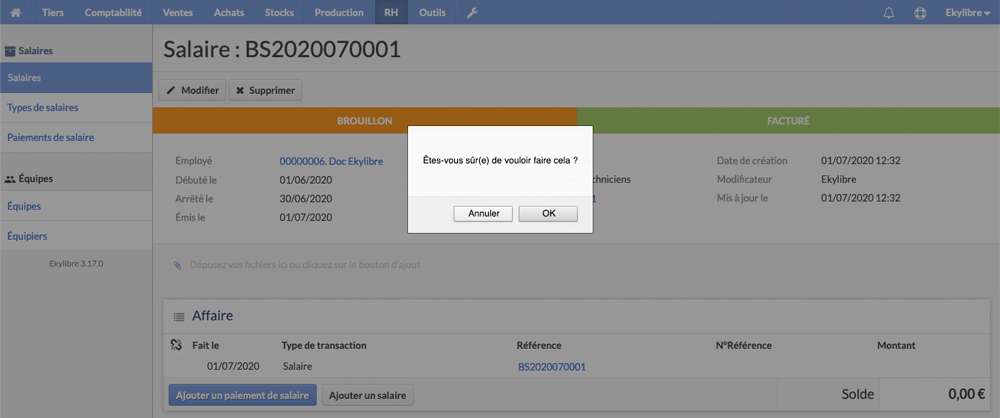 Tiers Comptabilité Ventes Achats Stocks Production RH Outils Ekylibre
Salaires
Salaires
Types de salaires
Paiements de salaire
Équipes
Équipes
Équipiers
Ekylibre 3.17.0
Salaire : BS2020070001
Modifier Supprimer
BROUILLON FACTURÉ
Employé 00000006. Doc Ekylibre
Débuté le 01/06/2020
Arrêté le 30/06/2020
Émis le 01/07/2020
Êtes-vous sûr(e) de vouloir faire cela ?
Annuler OK
Date de création 01/07/2020 12:32
Modificateur Ekylibre
Mis à jour le 01/07/2020 12:32
Déposez vos fichiers ici ou cliquez sur le bouton d'ajout
Affaire
Fait le Type de transaction Référence N°Référence Montant
01/07/2020 Salaire BS2020070001
Ajouter un paiement de salaire Ajouter un salaire Solde 0,00 €